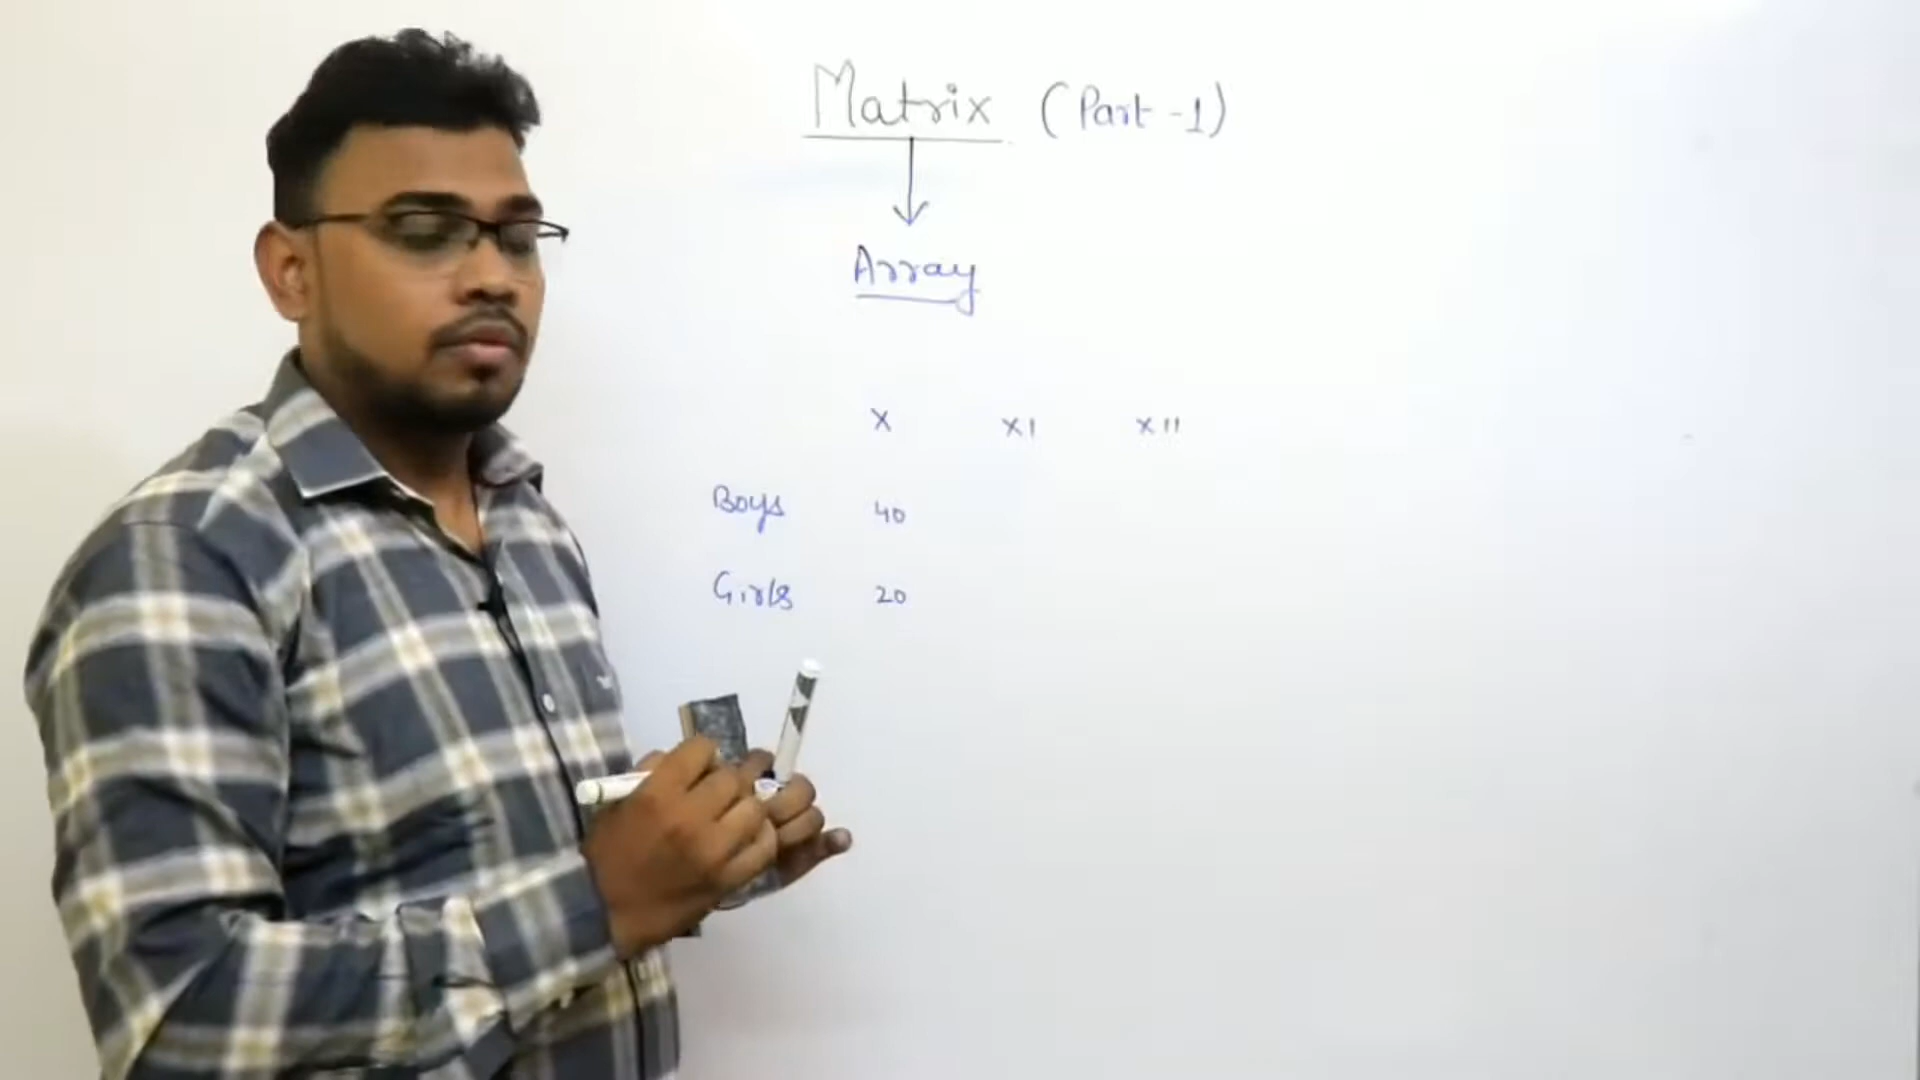 Matrix (Part -1)
Array
X XI XII
Boys 40
Girls 20